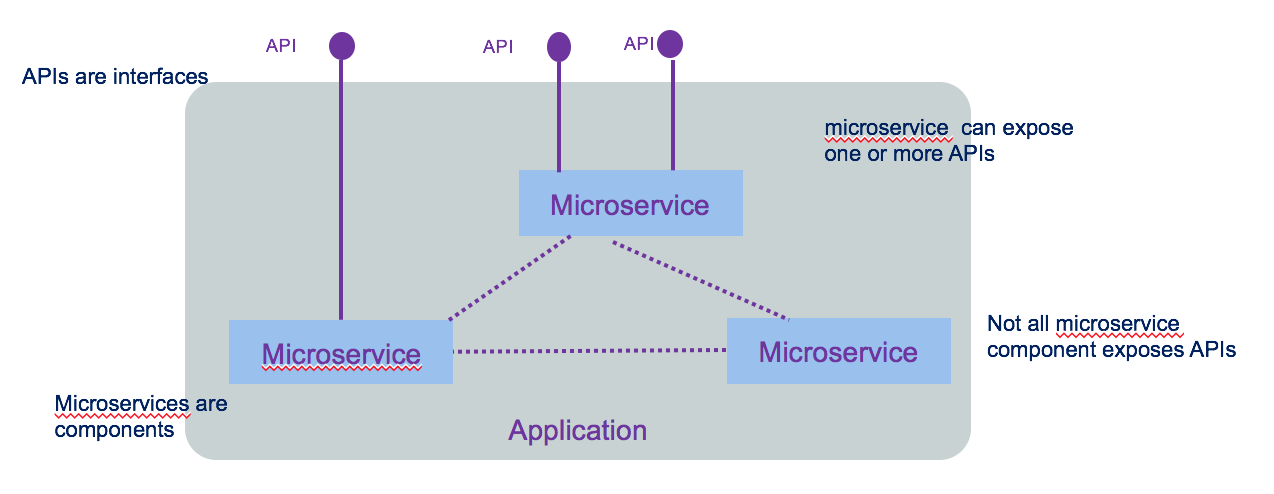 API
API
API
APIs are interfaces
microservice  can expose
one or more APIs
Microservice
Not all microservice
component exposes APIs
Microservice
Microservice
Microservices are
components
Application